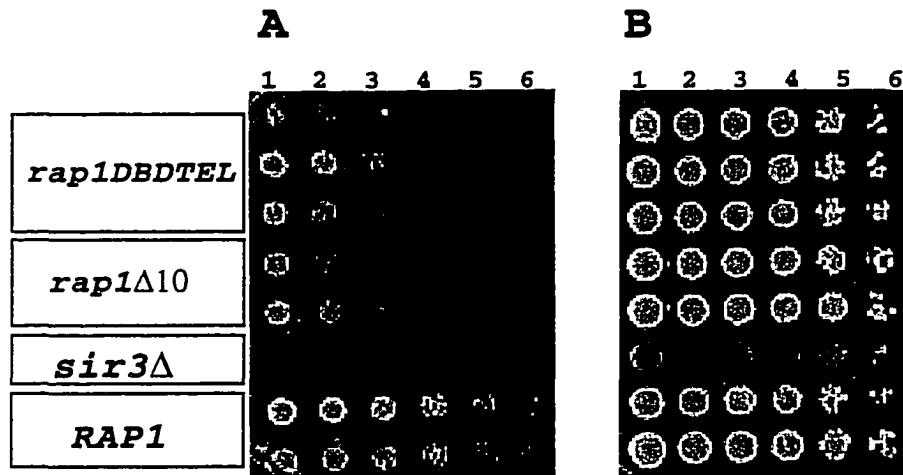 A B
1 2 3 4 5 6 1 2 3 4 5 6
rap1DBDTEL
rap1Δ10
sir3Δ
RAP1